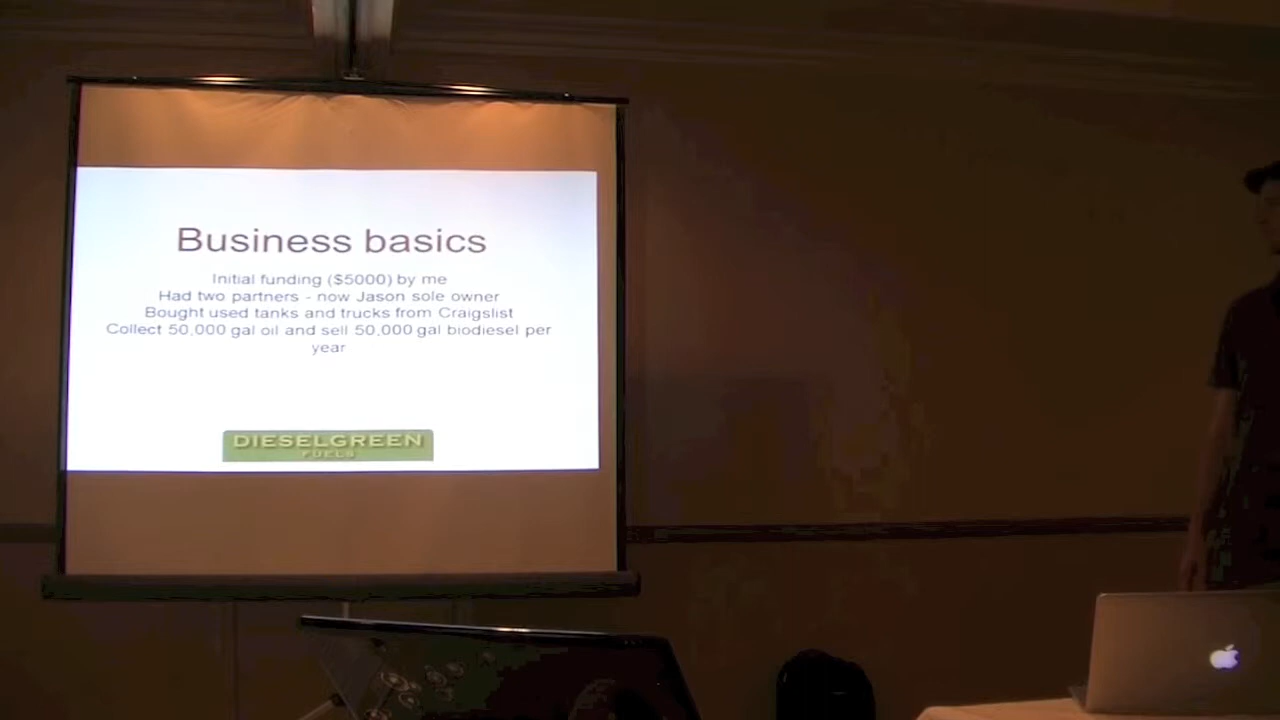 Business basics
Initial funding ($5000) by me
Had two partners - now Jason sole owner
Bought used tanks and trucks from Craigslist
Collect 50,000 gal oil and sell 50,000 gal biodiesel per
year
DIESELGREEN
FUELS